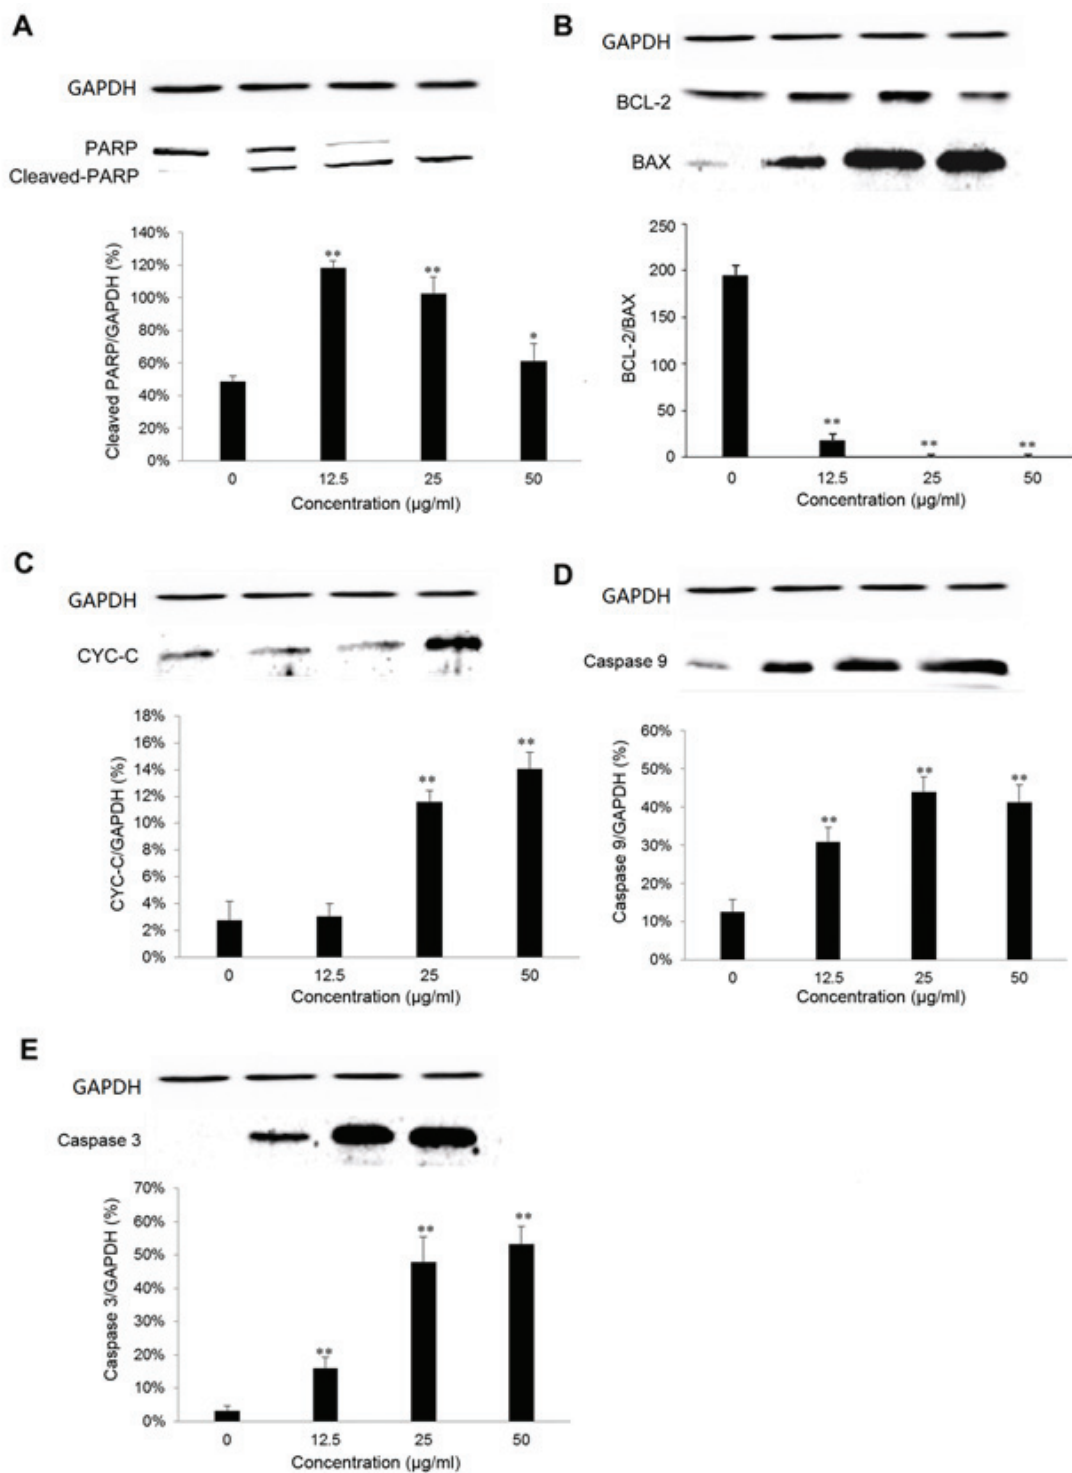 A
GAPDH
PARP
Cleaved-PARP
140%
120%
100%
80%
60%
40%
20%
0%
Cleaved PARP/GAPDH (%)
**
**
*
0 12.5 25 50
Concentration (µg/ml)
B
GAPDH
BCL-2
BAX
250
200
150
100
50
0
BCL-2/BAX
**
**
**
0 12.5 25 50
Concentration (µg/ml)
C
GAPDH
CYC-C
18%
16%
14%
12%
10%
8%
6%
4%
2%
0%
CYC-C/GAPDH (%)
**
**
0 12.5 25 50
Concentration (µg/ml)
D
GAPDH
Caspase 9
60%
50%
40%
30%
20%
10%
0%
Caspase 9/GAPDH (%)
**
**
**
0 12.5 25 50
Concentration (µg/ml)
E
GAPDH
Caspase 3
70%
60%
50%
40%
30%
20%
10%
0%
Caspase 3/GAPDH (%)
**
**
**
0 12.5 25 50
Concentration (µg/ml)